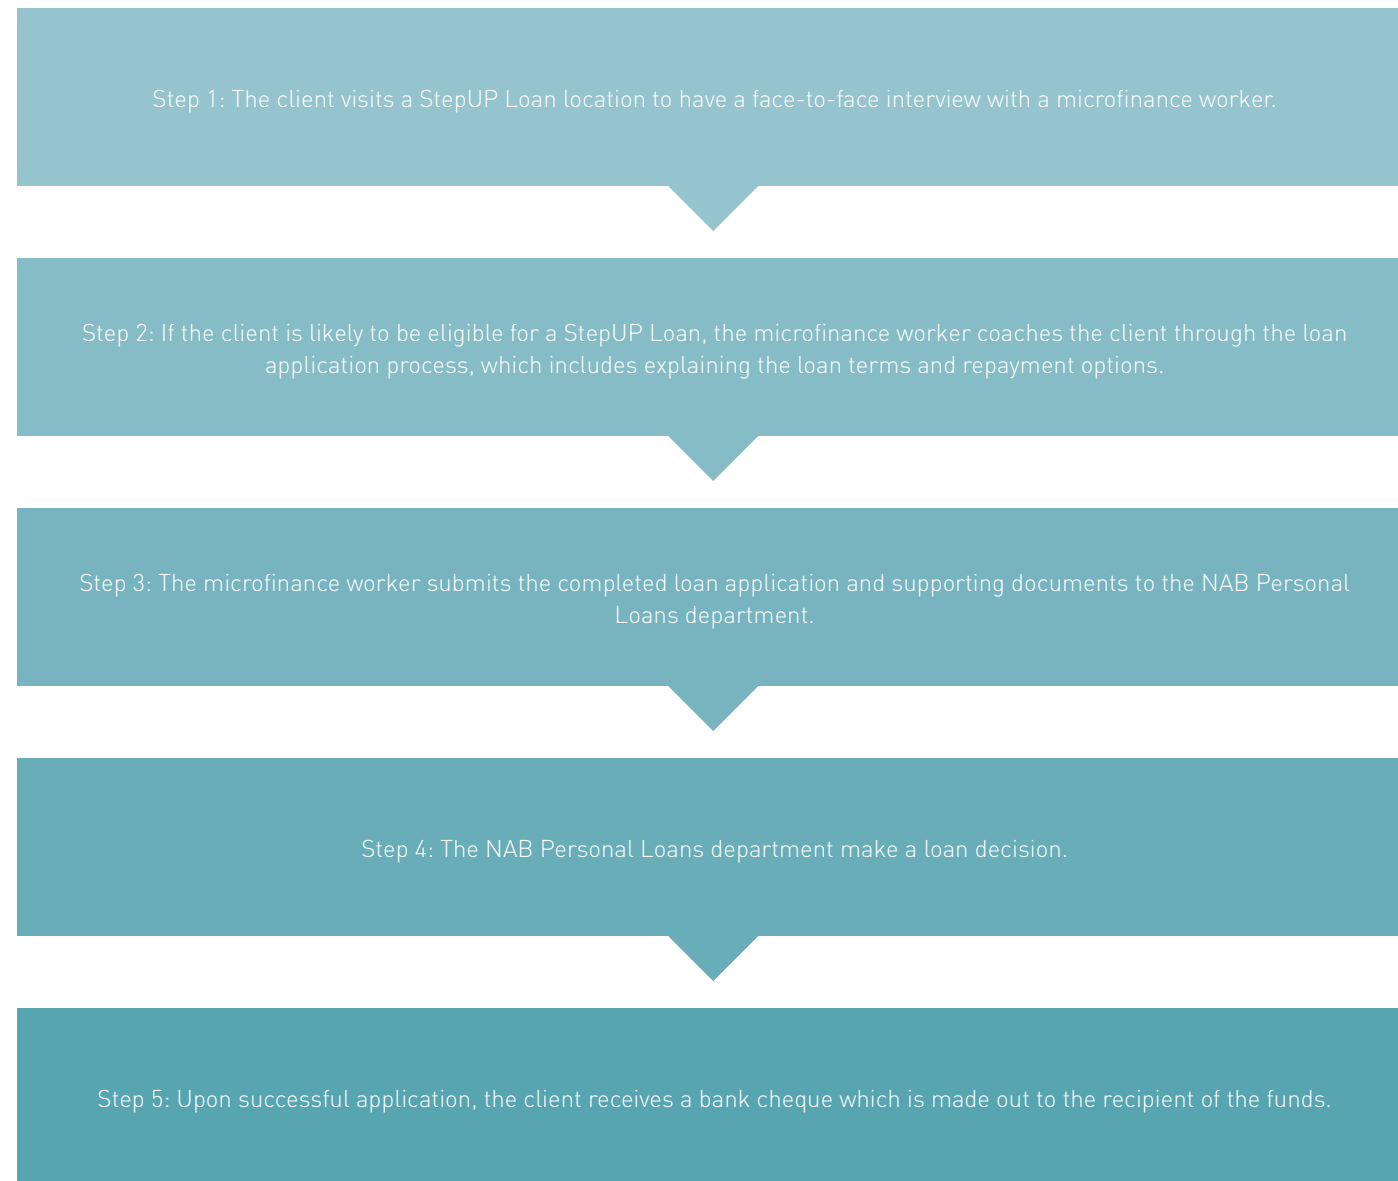 Step 1: The client visits a StepUP Loan location to have a face-to-face interview with a microfinance worker.
Step 2: If the client is likely to be eligible for a StepUP Loan, the microfinance worker coaches the client through the loan
application process, which includes explaining the loan terms and repayment options.
Step 3: The microfinance worker submits the completed loan application and supporting documents to the NAB Personal
Loans department.
Step 4: The NAB Personal Loans department make a loan decision.
Step 5: Upon successful application, the client receives a bank cheque which is made out to the recipient of the funds.